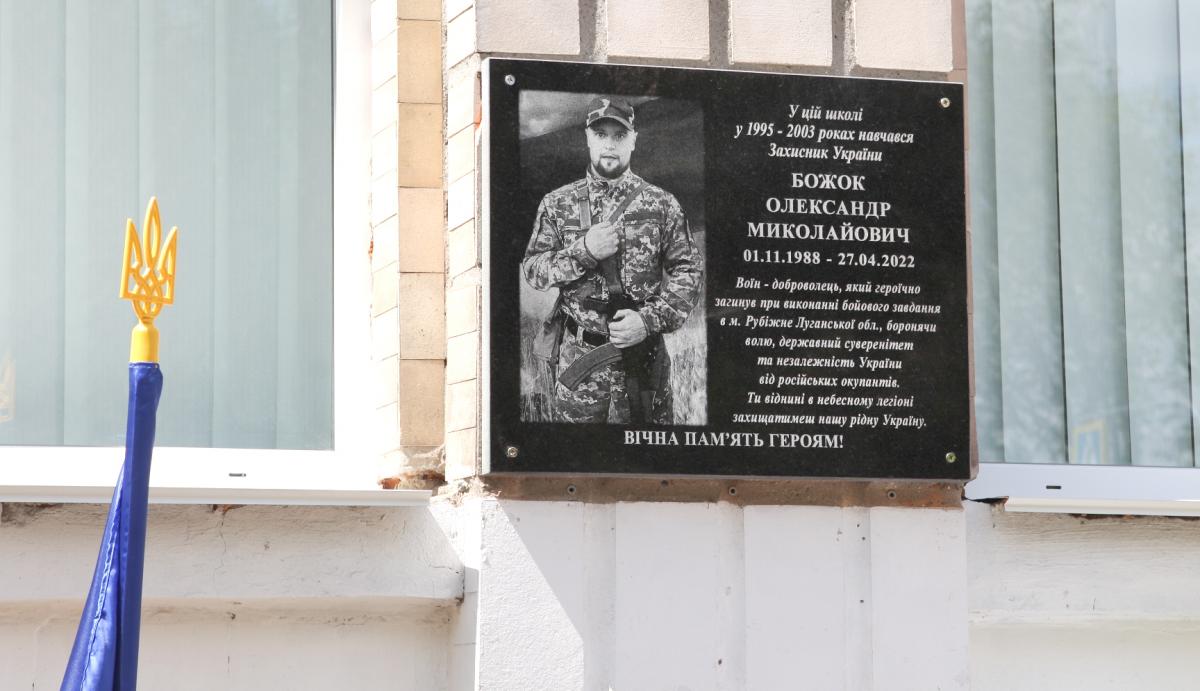 У цій школі
у 1995 - 2003 роках навчався
Захисник України
БОЖОК
ОЛЕКСАНДР
МИКОЛАЙОВИЧ
01.11.1988 - 27.04.2022
Воїн - доброволець, який героїчно
загинув при виконанні бойового завдання
в м. Рубіжне Луганської обл., боронячи
волю, державний суверенітет
та незалежність України
від російських окупантів.
Ти віднині в небесному легіоні
захищатимеш нашу рідну Україну.
ВІЧНА ПАМ'ЯТЬ ГЕРОЯМ!